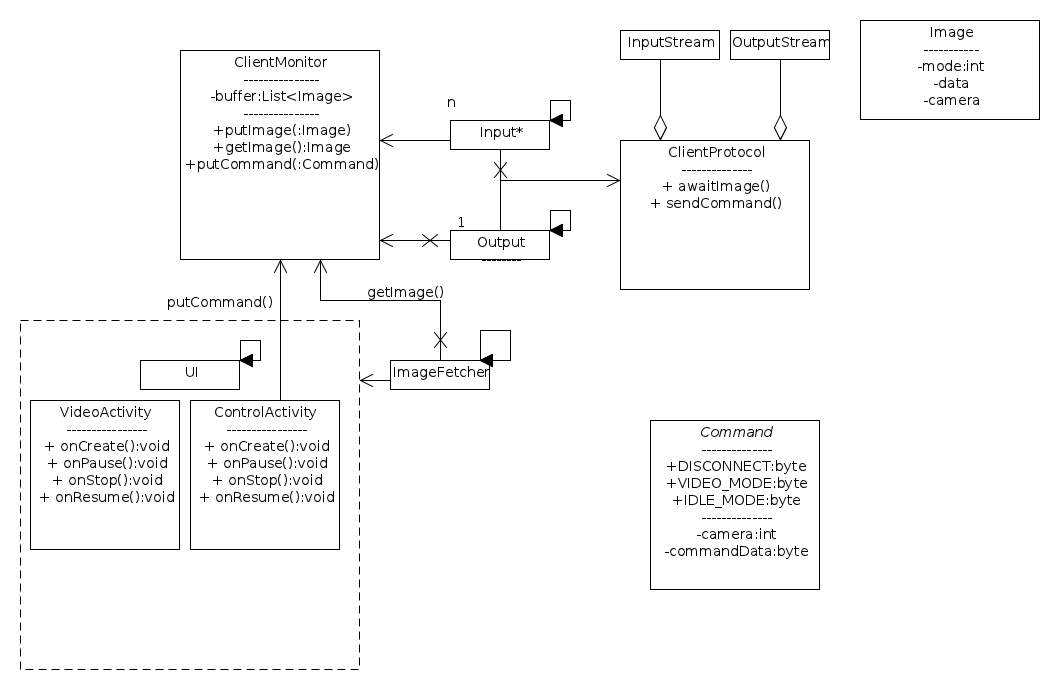 ClientMonitor
---------------
-buffer:List<Image>
---------------
+putImage(:Image)
+getImage():Image
+putCommand(:Command)
n
Input*
1
Output
--------
InputStream
OutputStream
ClientProtocol
--------------
+ awaitImage()
+ sendCommand()
Image
-----------
-mode:int
-data
-camera
putCommand()
getImage()
ImageFetcher
UI
VideoActivity
----------------
+ onCreate():void
+ onPause():void
+ onStop():void
+ onResume():void
ControlActivity
----------------
+ onCreate():void
+ onPause():void
+ onStop():void
+ onResume():void
Command
--------------
+DISCONNECT:byte
+VIDEO_MODE:byte
+IDLE_MODE:byte
--------------
-camera:int
-commandData:byte